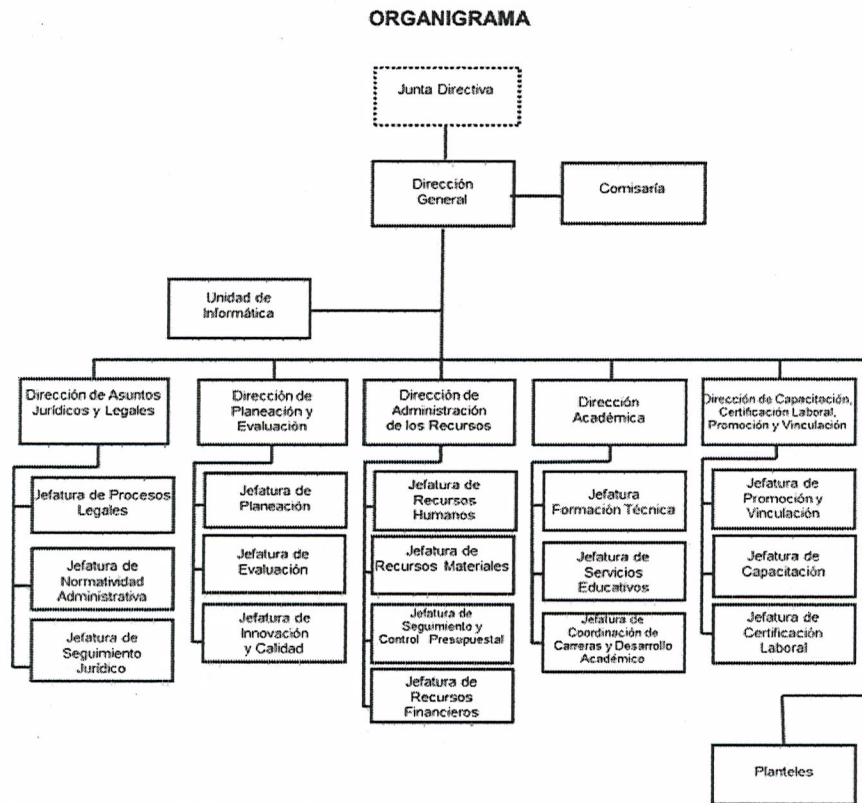 ORGANIGRAMA
Junta Directiva
Dirección
General
Comisaría
Unidad de
Informática
Dirección de Asuntos
Jurídicos y Legales
Dirección de
Planeación y
Evaluación
Dirección de
Administración
de los Recursos
Dirección
Académica
Dirección de Capacitación,
Certificación Laboral,
Promoción y Vinculación
Jefatura de Procesos
Legales
Jefatura de
Normatividad
Administrativa
Jefatura de
Seguimiento
Jurídico
Jefatura de
Planeación
Jefatura de
Evaluación
Jefatura de
Innovación
y Calidad
Jefatura de
Recursos
Humanos
Jefatura de
Recursos Materiales
Jefatura de
Seguimiento y
Control Presupuestal
Jefatura de
Recursos
Financieros
Jefatura
Formación Técnica
Jefatura de
Servicios
Educativos
Jefatura de
Coordinación de
Carreras y Desarrollo
Académico
Jefatura de
Promoción y
Vinculación
Jefatura de
Capacitación
Jefatura de
Certificación
Laboral
Planteles